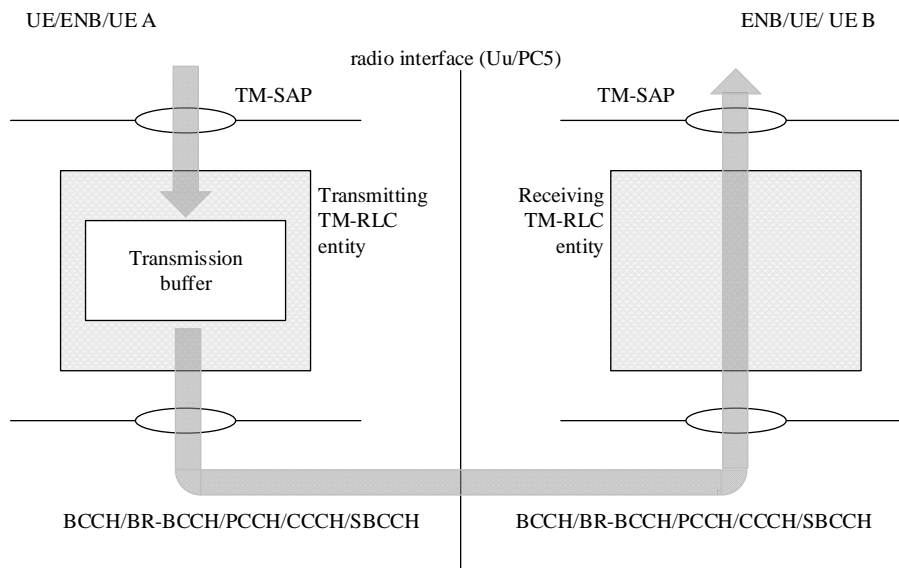 UE/ENB/UE A
ENB/UE/ UE B
radio interface (Uu/PC5)
TM-SAP
TM-SAP
Transmitting
TM-RLC
entity
Receiving
TM-RLC
entity
Transmission
buffer
BCCH/BR-BCCH/PCCH/CCCH/SBCCH
BCCH/BR-BCCH/PCCH/CCCH/SBCCH